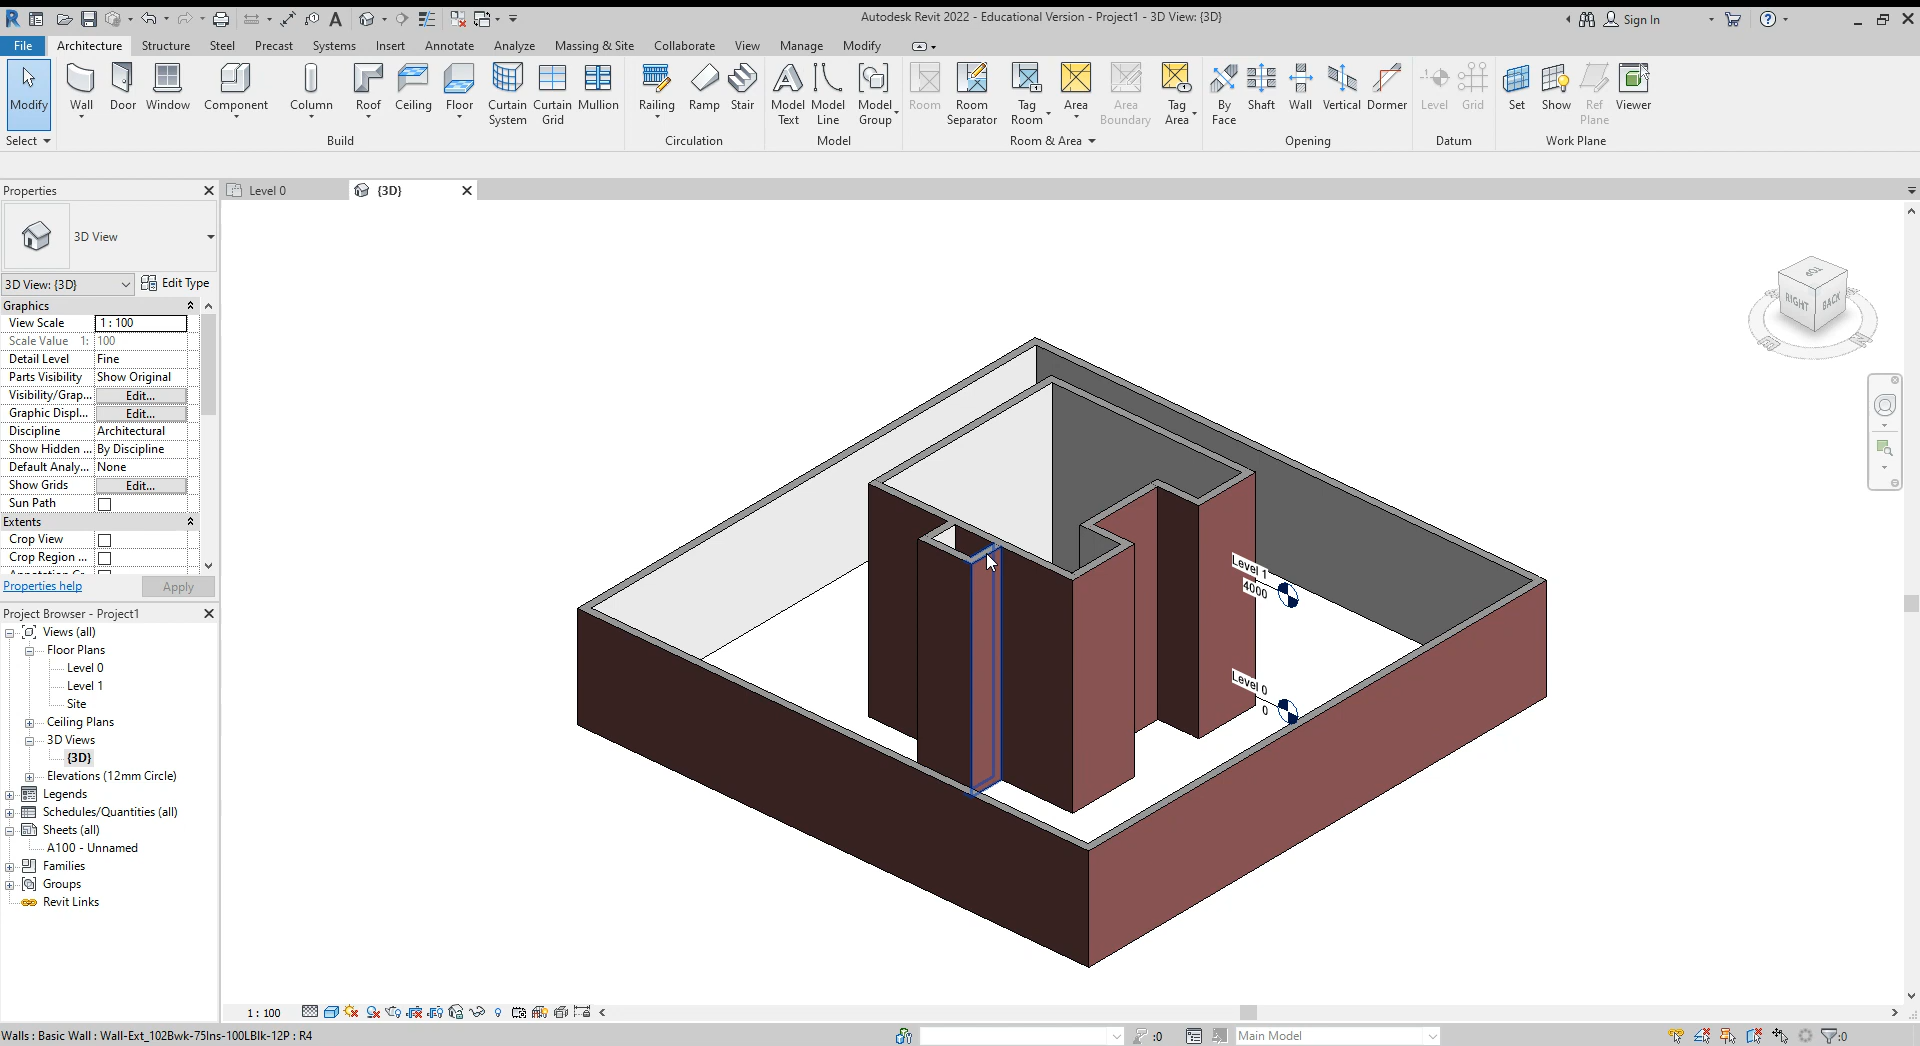 Autodesk Revit 2022 - Educational Version - Project1 - 3D View: {3D}
Sign In
File Architecture Structure Steel Precast Systems Insert Annotate Analyze Massing & Site Collaborate View Manage Modify
Modify Wall Door Window Component Column Roof Ceiling Floor Curtain System Curtain Grid Mullion Railing Ramp Stair Model Text Model Line Model Group Room Room Separator Tag Room Area Area Boundary Tag Area By Face Shaft Wall Vertical Dormer Level Grid Set Show Ref Plane Viewer
Select Build Circulation Model Room & Area Opening Datum Work Plane
Properties
Level 0
{3D}
3D View
3D View: {3D}
Edit Type
Graphics
View Scale 1 : 100
Scale Value 1: 100
Detail Level Fine
Parts Visibility Show Original
Visibility/Grap... Edit...
Graphic Displ... Edit...
Discipline Architectural
Show Hidden ... By Discipline
Default Analy... None
Show Grids Edit...
Sun Path
Extents
Crop View
Crop Region ...
Properties help Apply
Project Browser - Project1
Views (all)
Floor Plans
Level 0
Level 1
Site
Ceiling Plans
3D Views
{3D}
Elevations (12mm Circle)
Legends
Schedules/Quantities (all)
Sheets (all)
A100 - Unnamed
Families
Groups
Revit Links
TOP
RIGHT
BACK
Level 1
4000
Level 0
0
1 : 100
Walls : Basic Wall : Wall-Ext_102Bwk-75Ins-100LBlk-12P : R4
:0
Main Model
:0